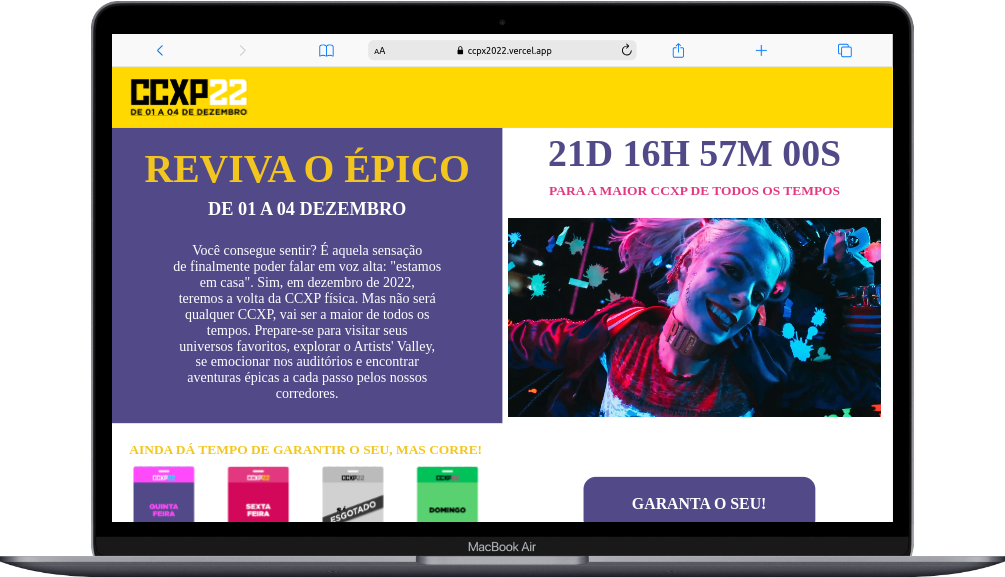 AA ccpx2022.vercel.app
CCXP22
DE 01 A 04 DE DEZEMBRO
REVIVA O ÉPICO
DE 01 A 04 DEZEMBRO
Você consegue sentir? É aquela sensação
de finalmente poder falar em voz alta: "estamos
em casa". Sim, em dezembro de 2022,
teremos a volta da CCXP física. Mas não será
qualquer CCXP, vai ser a maior de todos os
tempos. Prepare-se para visitar seus
universos favoritos, explorar o Artists' Valley,
se emocionar nos auditórios e encontrar
aventuras épicas a cada passo pelos nossos
corredores.
21D 16H 57M 00S
PARA A MAIOR CCXP DE TODOS OS TEMPOS
AINDA DÁ TEMPO DE GARANTIR O SEU, MAS CORRE!
CCXP22
QUINTA
FEIRA
CCXP22
SEXTA
FEIRA
CCXP22
ESGOTADO
CCXP22
DOMINGO
GARANTA O SEU!
MacBook Air